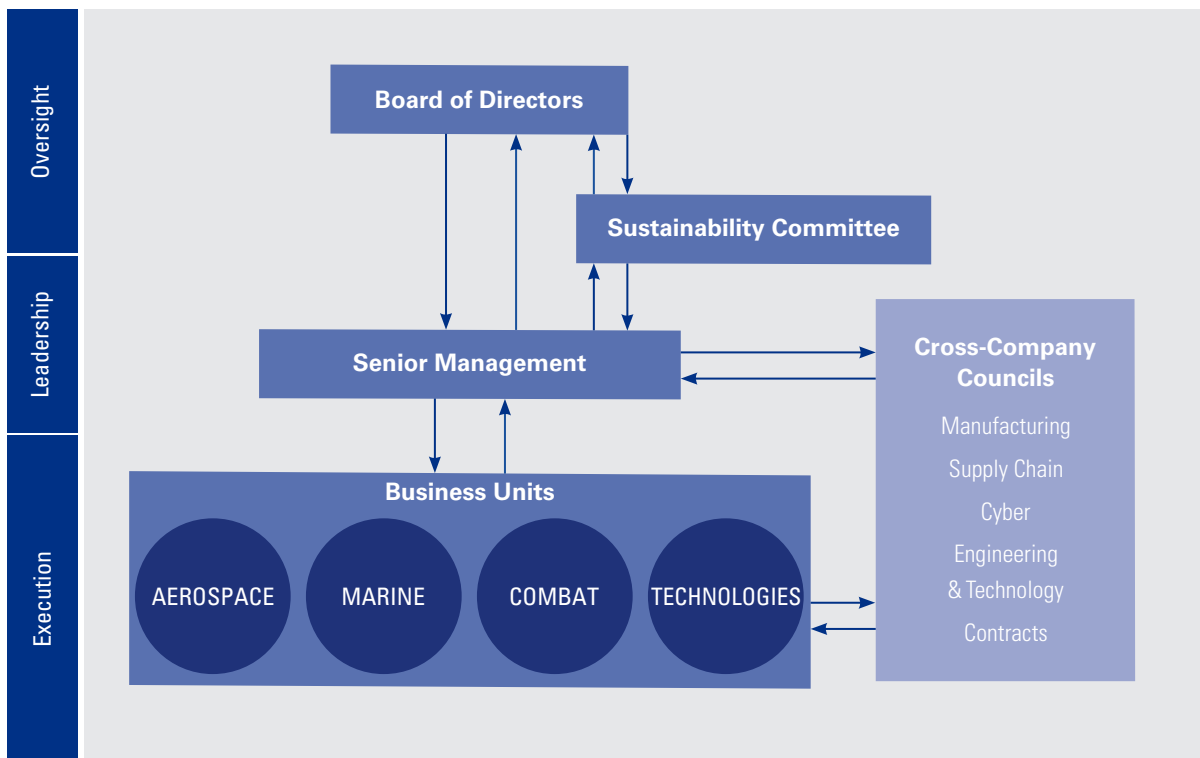 Oversight
Board of Directors
Sustainability Committee
Leadership
Senior Management
Cross-Company
Councils
Manufacturing
Supply Chain
Cyber
Engineering
& Technology
Contracts
Execution
Business Units
AEROSPACE
MARINE
COMBAT
TECHNOLOGIES